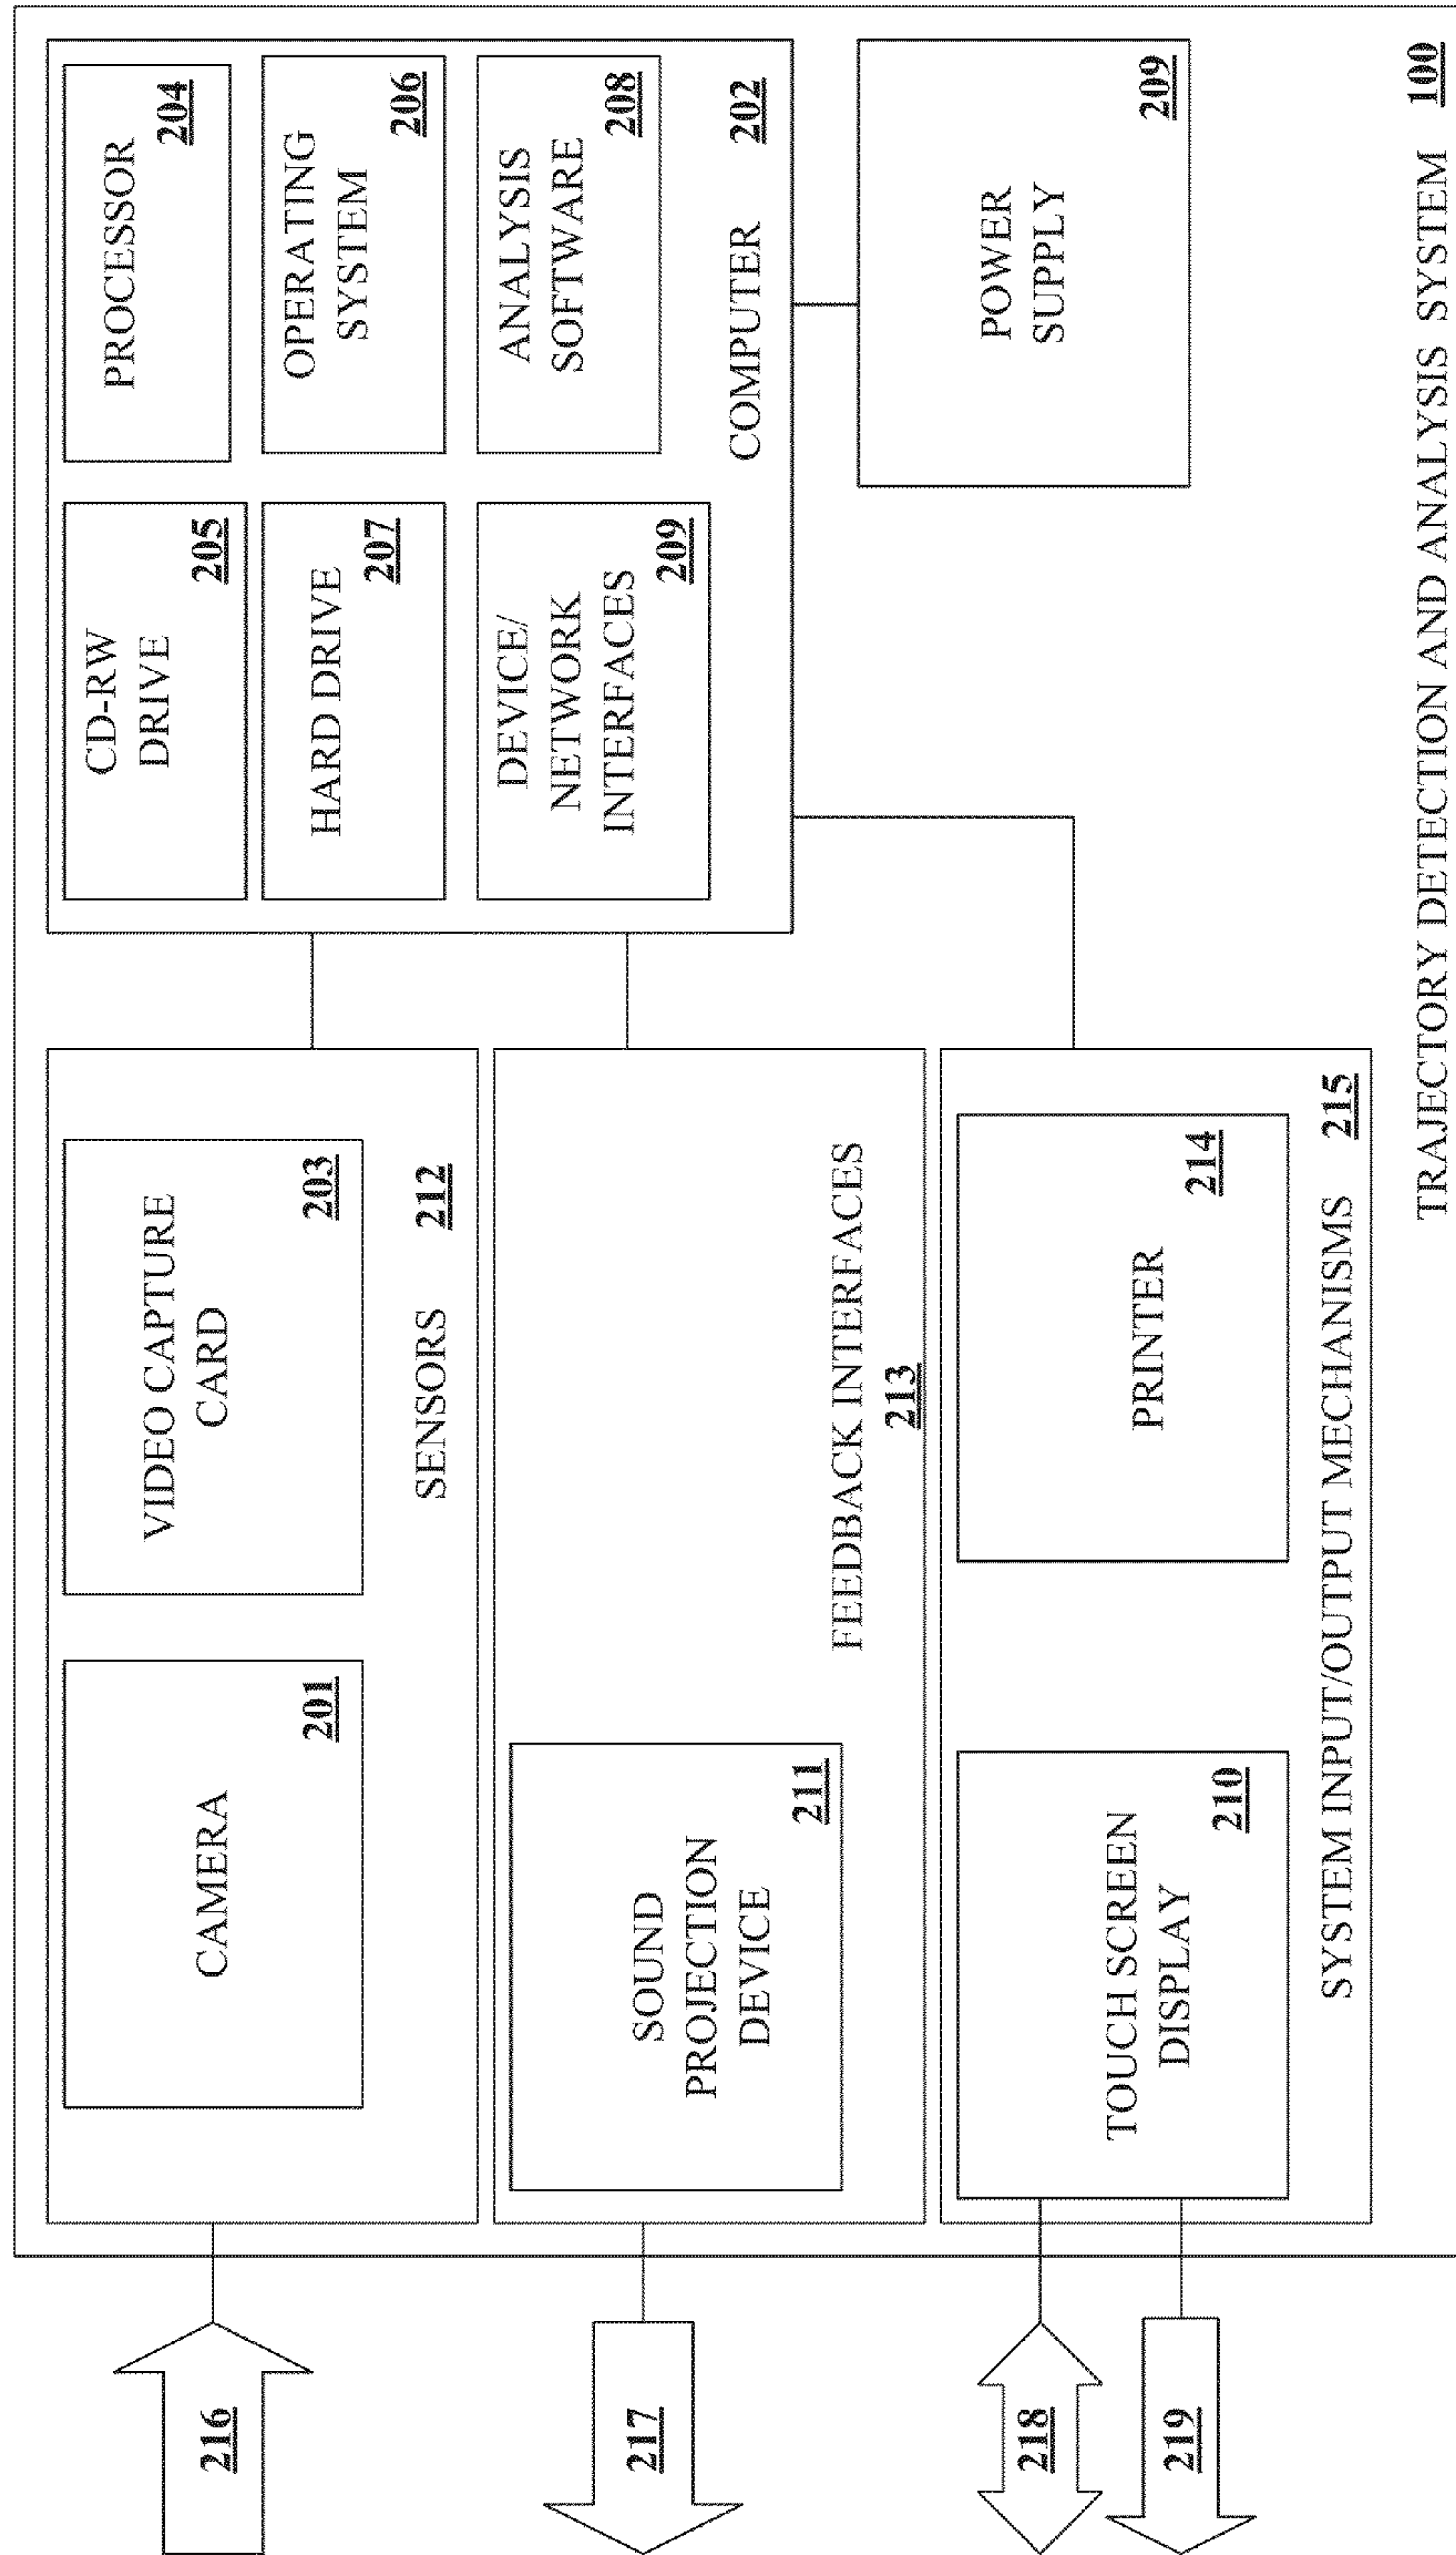 216
CAMERA
201
VIDEO CAPTURE
CARD
203
SENSORS 212
217
SOUND
PROJECTION
DEVICE
211
FEEDBACK INTERFACES
213
218
219
TOUCH SCREEN
DISPLAY
210
PRINTER
214
SYSTEM INPUT/OUTPUT MECHANISMS 215
CD-RW
DRIVE
205
PROCESSOR
204
HARD DRIVE
207
OPERATING
SYSTEM
206
DEVICE/
NETWORK
INTERFACES
209
ANALYSIS
SOFTWARE
208
COMPUTER 202
POWER
SUPPLY
209
TRAJECTORY DETECTION AND ANALYSIS SYSTEM 100